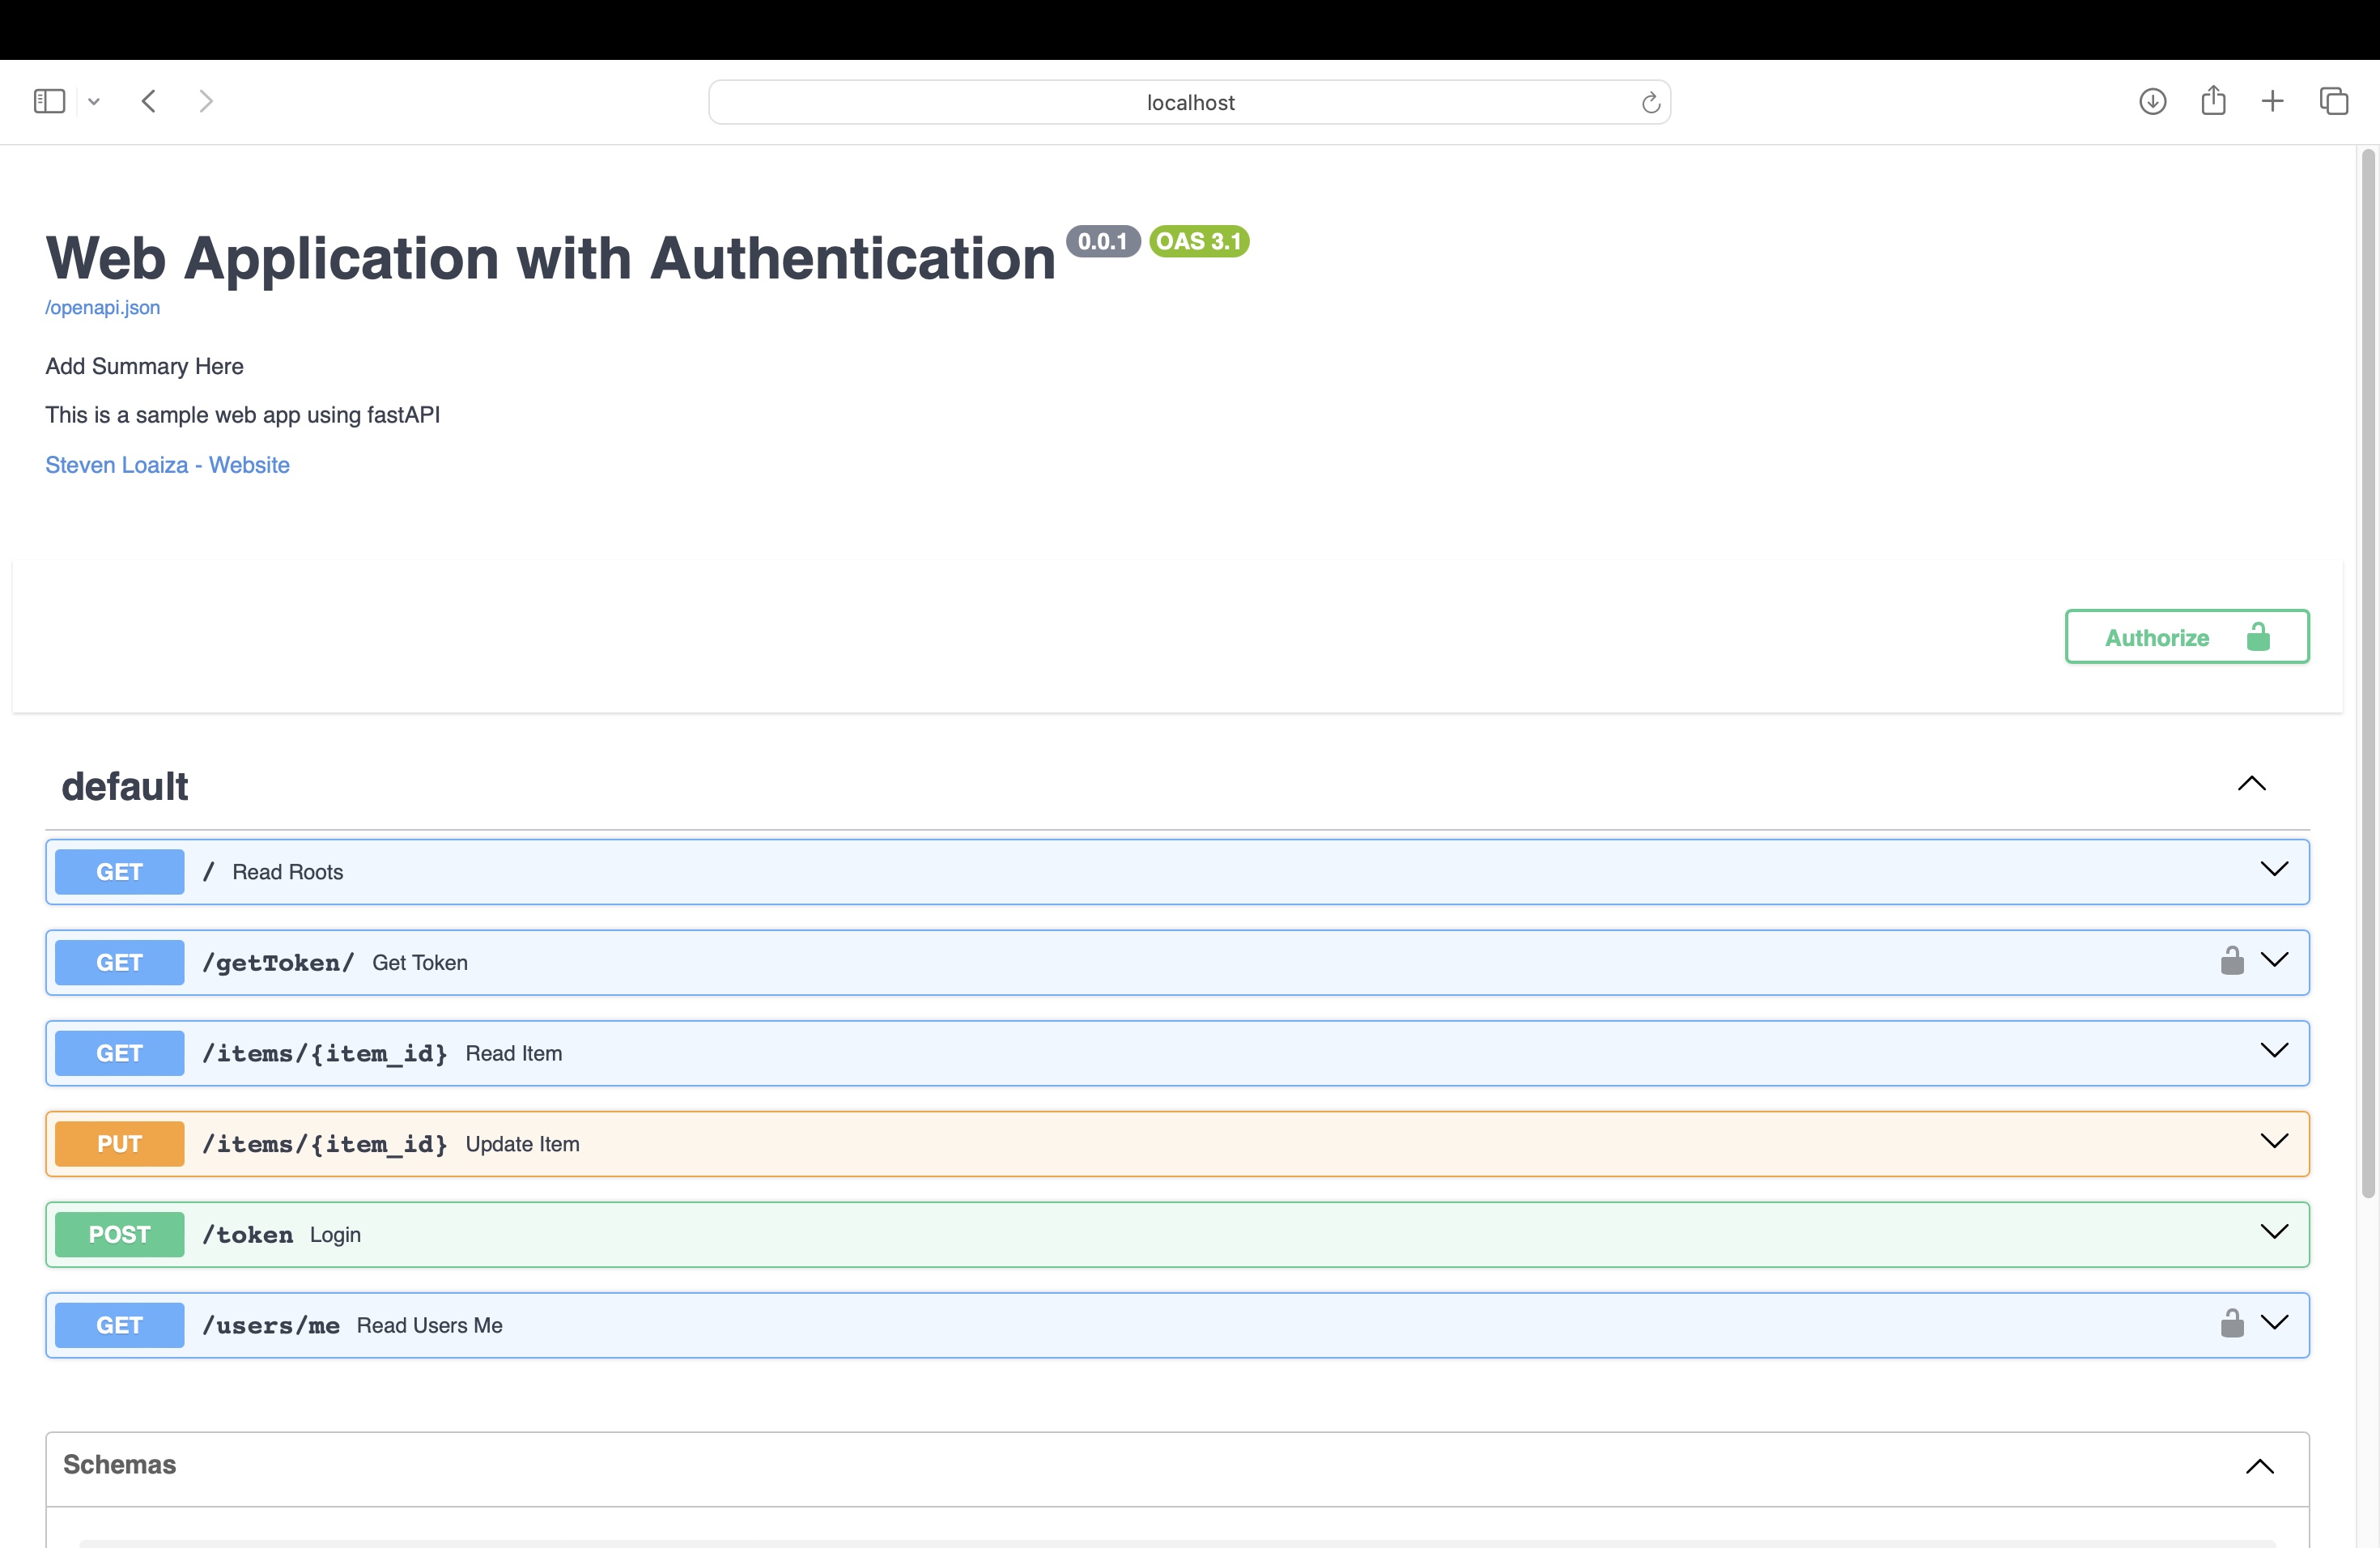 localhost
Web Application with Authentication 0.0.1 OAS 3.1
/openapi.json
Add Summary Here
This is a sample web app using fastAPI
Steven Loaiza - Website
Authorize
default
GET / Read Roots
GET /getToken/ Get Token
GET /items/{item_id} Read Item
PUT /items/{item_id} Update Item
POST /token Login
GET /users/me Read Users Me
Schemas